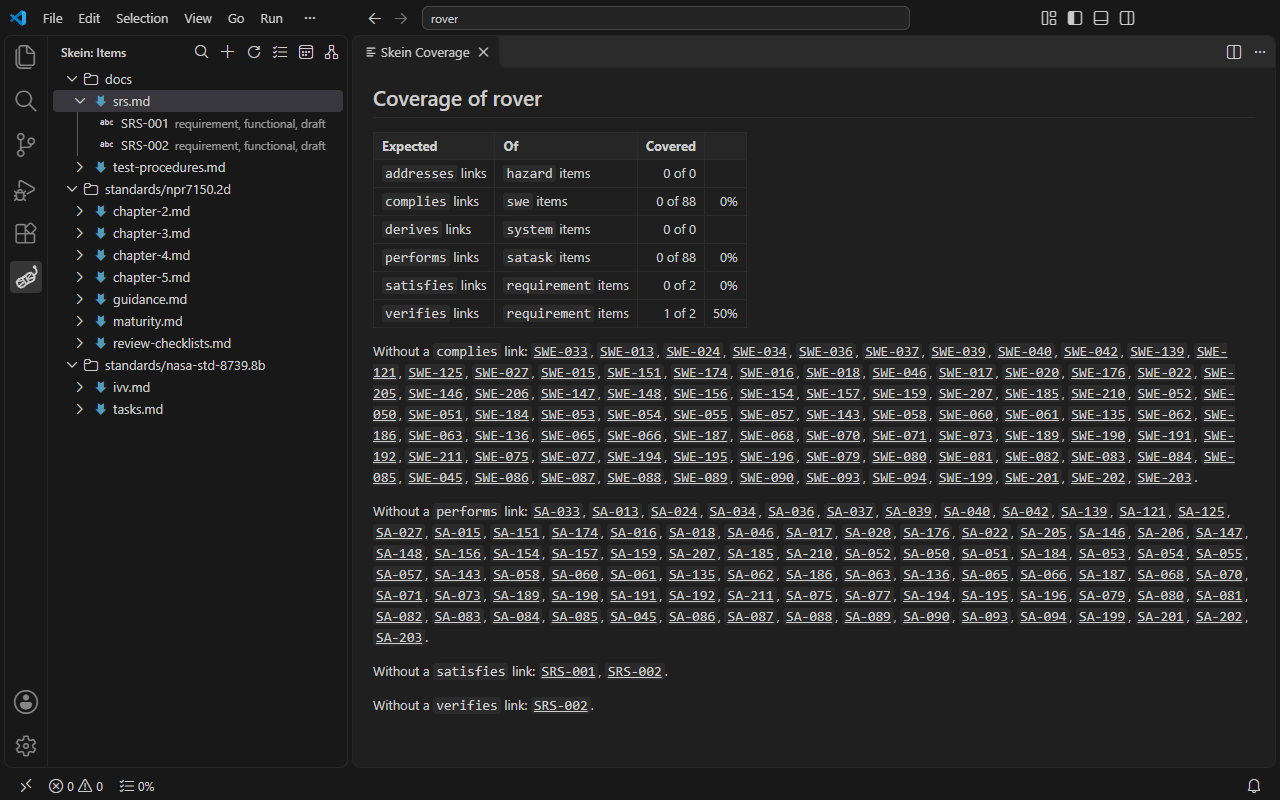 File Edit Selection View Go Run ···
rover
Skein: Items
docs
srs.md
abc SRS-001 requirement, functional, draft
abc SRS-002 requirement, functional, draft
test-procedures.md
standards/npr7150.2d
chapter-2.md
chapter-3.md
chapter-4.md
chapter-5.md
guidance.md
maturity.md
review-checklists.md
standards/nasa-std-8739.8b
ivv.md
tasks.md
Skein Coverage
Coverage of rover
Expected Of Covered
addresses links hazard items 0 of 0
complies links swe items 0 of 88 0%
derives links system items 0 of 0
performs links satask items 0 of 88 0%
satisfies links requirement items 0 of 2 0%
verifies links requirement items 1 of 2 50%
Without a complies link: SWE-033, SWE-013, SWE-024, SWE-034, SWE-036, SWE-037, SWE-039, SWE-040, SWE-042, SWE-139, SWE-
121, SWE-125, SWE-027, SWE-015, SWE-151, SWE-174, SWE-016, SWE-018, SWE-046, SWE-017, SWE-020, SWE-176, SWE-022, SWE-
205, SWE-146, SWE-206, SWE-147, SWE-148, SWE-156, SWE-154, SWE-157, SWE-159, SWE-207, SWE-185, SWE-210, SWE-052, SWE-
050, SWE-051, SWE-184, SWE-053, SWE-054, SWE-055, SWE-057, SWE-143, SWE-058, SWE-060, SWE-061, SWE-135, SWE-062, SWE-
186, SWE-063, SWE-136, SWE-065, SWE-066, SWE-187, SWE-068, SWE-070, SWE-071, SWE-073, SWE-189, SWE-190, SWE-191, SWE-
192, SWE-211, SWE-075, SWE-077, SWE-194, SWE-195, SWE-196, SWE-079, SWE-080, SWE-081, SWE-082, SWE-083, SWE-084, SWE-
085, SWE-045, SWE-086, SWE-087, SWE-088, SWE-089, SWE-090, SWE-093, SWE-094, SWE-199, SWE-201, SWE-202, SWE-203.
Without a performs link: SA-033, SA-013, SA-024, SA-034, SA-036, SA-037, SA-039, SA-040, SA-042, SA-139, SA-121, SA-125,
SA-027, SA-015, SA-151, SA-174, SA-016, SA-018, SA-046, SA-017, SA-020, SA-176, SA-022, SA-205, SA-146, SA-206, SA-147,
SA-148, SA-156, SA-154, SA-157, SA-159, SA-207, SA-185, SA-210, SA-052, SA-050, SA-051, SA-184, SA-053, SA-054, SA-055,
SA-057, SA-143, SA-058, SA-060, SA-061, SA-135, SA-062, SA-186, SA-063, SA-136, SA-065, SA-066, SA-187, SA-068, SA-070,
SA-071, SA-073, SA-189, SA-190, SA-191, SA-192, SA-211, SA-075, SA-077, SA-194, SA-195, SA-196, SA-079, SA-080, SA-081,
SA-082, SA-083, SA-084, SA-085, SA-045, SA-086, SA-087, SA-088, SA-089, SA-090, SA-093, SA-094, SA-199, SA-201, SA-202,
SA-203.
Without a satisfies link: SRS-001, SRS-002.
Without a verifies link: SRS-002.
0 0 0%